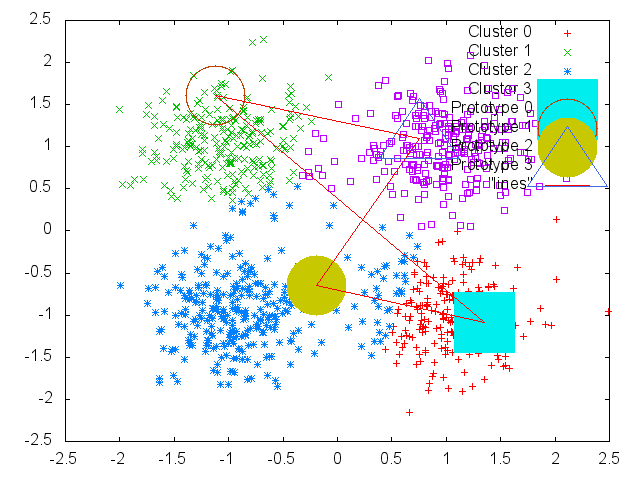 2.5
2
1.5
1
0.5
0
-0.5
-1
-1.5
-2
-2.5
-2.5
-2
-1.5
-1
-0.5
0
0.5
1
1.5
2
2.5
Cluster 0
Cluster 1
Cluster 2
Cluster 3
Prototype 0
Prototype 1
Prototype 2
Prototype 3
"lines"